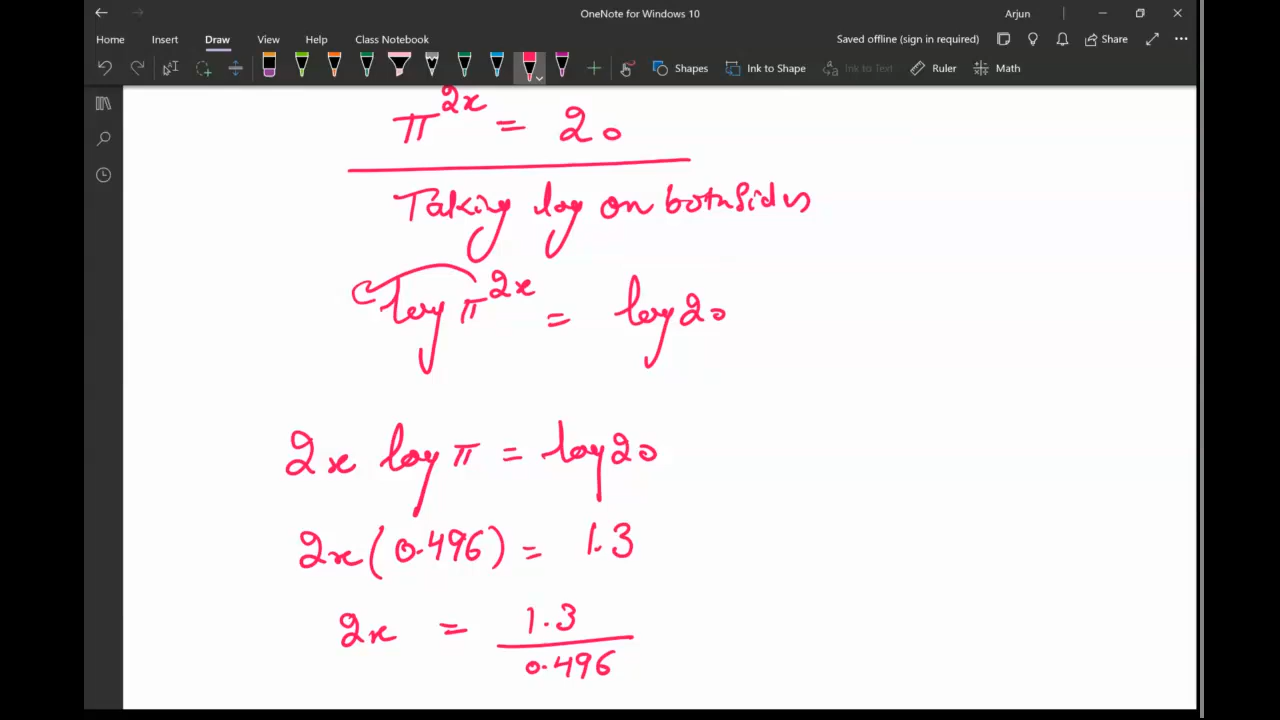 OneNote for Windows 10
Arjun
Home Insert Draw View Help Class Notebook Saved offline (sign in required) Share
Shapes Ink to Shape Ink to Text Ruler Math
π^2x = 20
Taking log on both Sides
log π^2x = log 20
2x log π = log 20
2x (0.496) = 1.3
2x = 1.3
0.496